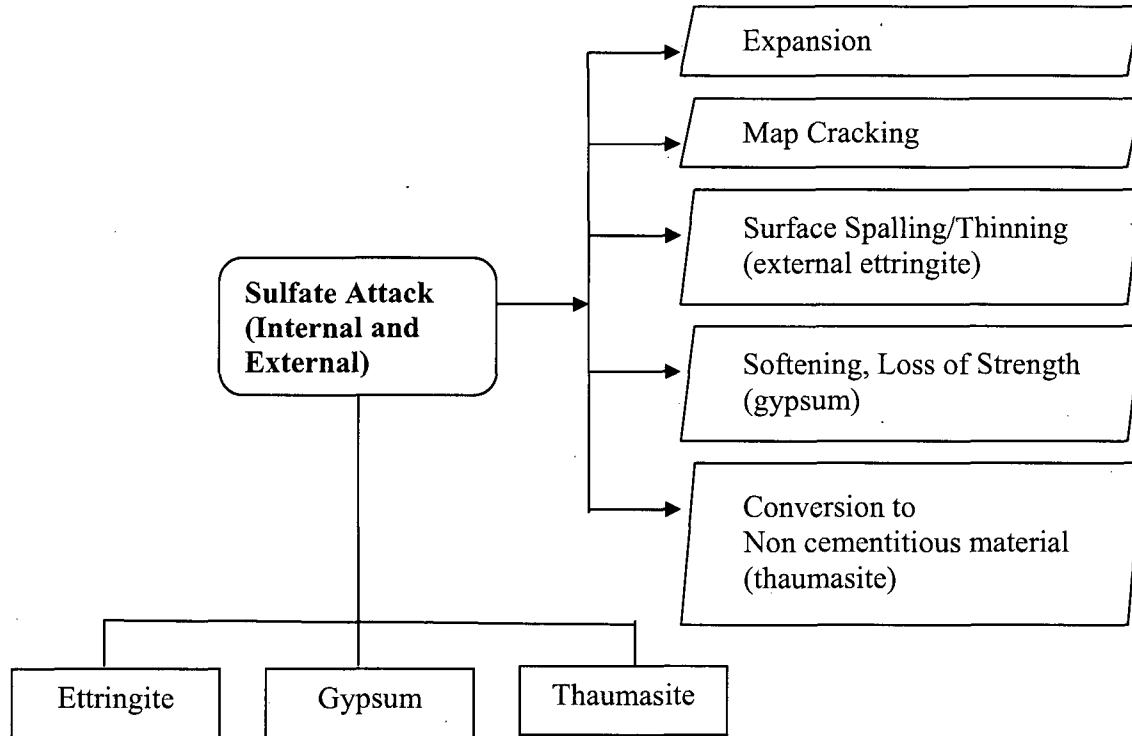 Expansion
Map Cracking
Surface Spalling/Thinning
(external ettringite)
Sulfate Attack
(Internal and
External)
Softening, Loss of Strength
(gypsum)
Conversion to
Non cementitious material
(thaumasite)
Ettringite
Gypsum
Thaumasite